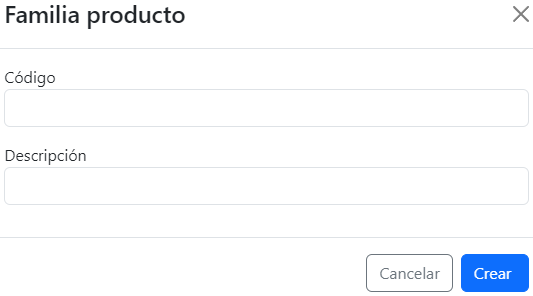 Familia producto
Código
Descripción
Cancelar
Crear